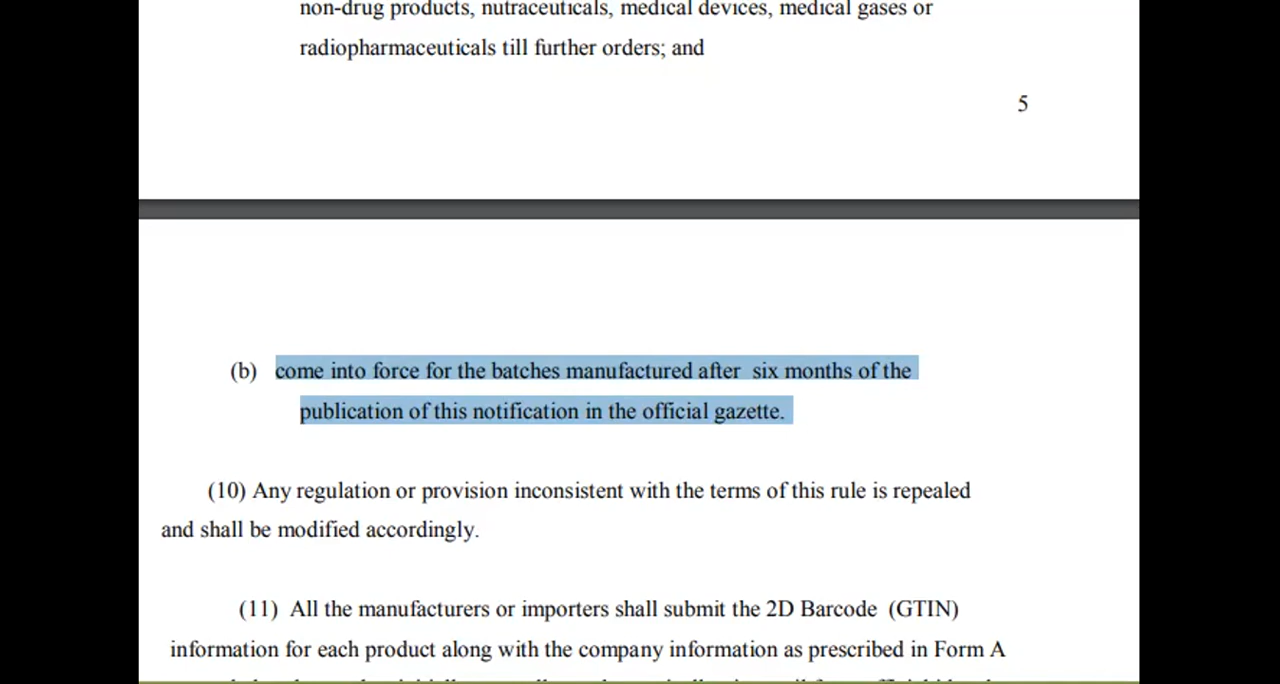 non-drug products, nutraceuticals, medical devices, medical gases or
radiopharmaceuticals till further orders; and
5
(b) come into force for the batches manufactured after six months of the
publication of this notification in the official gazette.
(10) Any regulation or provision inconsistent with the terms of this rule is repealed
and shall be modified accordingly.
(11) All the manufacturers or importers shall submit the 2D Barcode (GTIN)
information for each product along with the company information as prescribed in Form A